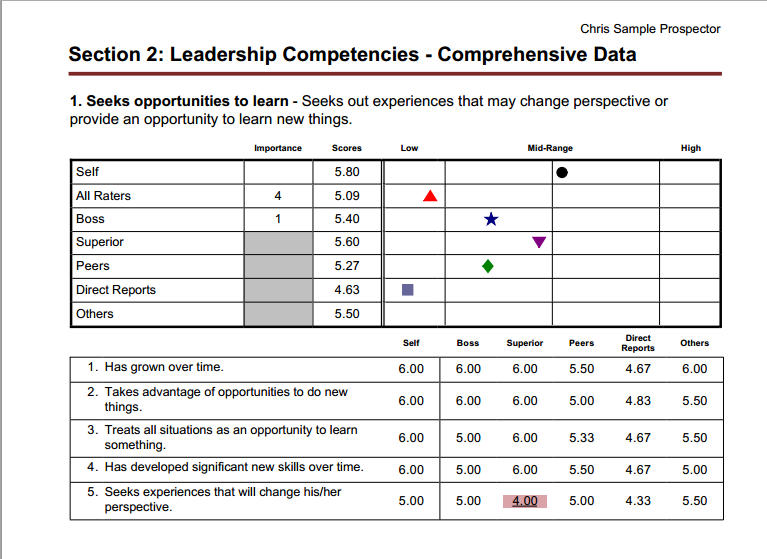 Chris Sample Prospector
Section 2: Leadership Competencies - Comprehensive Data
1. Seeks opportunities to learn - Seeks out experiences that may change perspective or
provide an opportunity to learn new things.
Importance Scores Low Mid-Range High
Self 5.80
All Raters 4 5.09
Boss 1 5.40
Superior 5.60
Peers 5.27
Direct Reports 4.63
Others 5.50
Self Boss Superior Peers Direct Reports Others
1. Has grown over time. 6.00 6.00 6.00 5.50 4.67 6.00
2. Takes advantage of opportunities to do new
things. 6.00 6.00 6.00 5.00 4.83 5.50
3. Treats all situations as an opportunity to learn
something. 6.00 5.00 6.00 5.33 4.67 5.50
4. Has developed significant new skills over time. 6.00 5.00 6.00 5.50 4.67 5.00
5. Seeks experiences that will change his/her
perspective. 5.00 5.00 4.00 5.00 4.33 5.50